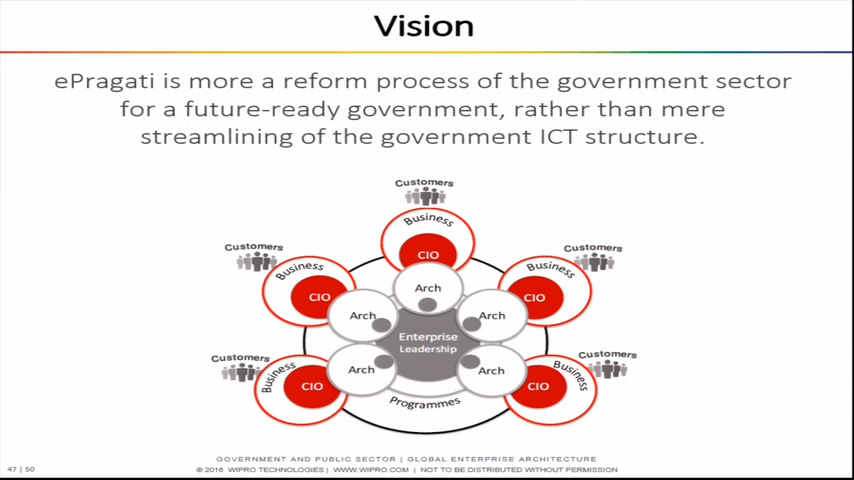 Vision
ePragati is more a reform process of the government sector
for a future-ready government, rather than mere
streamlining of the government ICT structure.
Customers
Business
CIO
Customers
Business
CIO
Customers
Business
CIO
Arch
Arch
Arch
Enterprise
Leadership
Customers
Business
CIO
Arch
Arch
Customers
Business
CIO
Programmes
GOVERNMENT AND PUBLIC SECTOR | GLOBAL ENTERPRISE ARCHITECTURE
47 | 50
© 2016 WIPRO TECHNOLOGIES | WWW.WIPRO.COM | NOT TO BE DISTRIBUTED WITHOUT PERMISSION